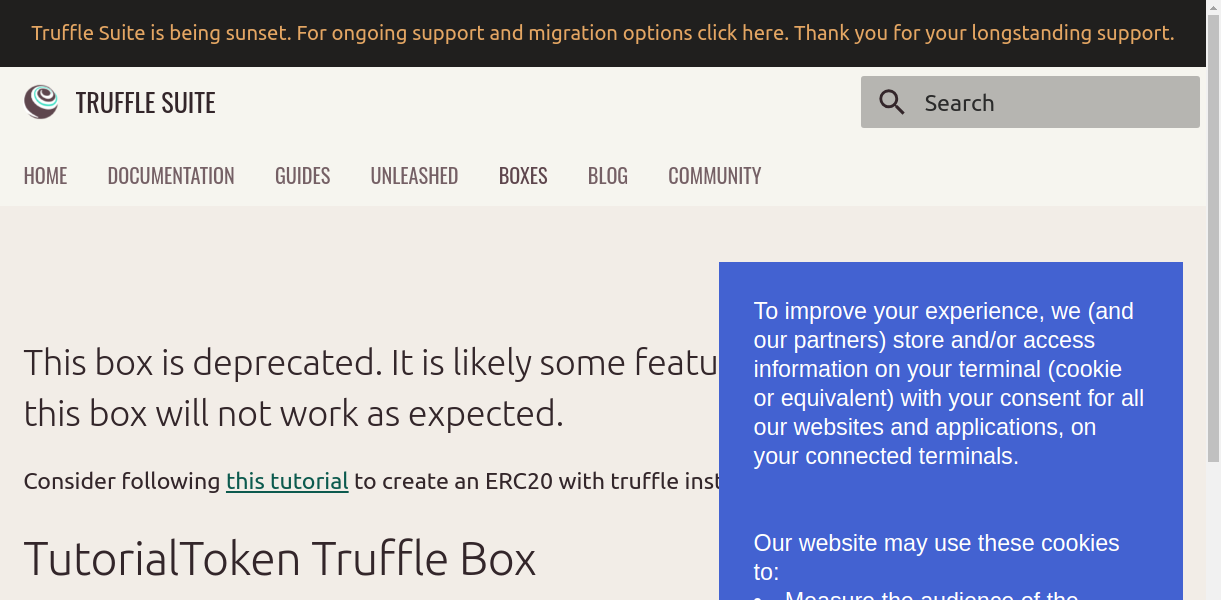 Truffle Suite is being sunset. For ongoing support and migration options click here. Thank you for your longstanding support.
TRUFFLE SUITE
Search
HOME DOCUMENTATION GUIDES UNLEASHED BOXES BLOG COMMUNITY
This box is deprecated. It is likely some featu
this box will not work as expected.
Consider following this tutorial to create an ERC20 with truffle inst
TutorialToken Truffle Box
To improve your experience, we (and
our partners) store and/or access
information on your terminal (cookie
or equivalent) with your consent for all
our websites and applications, on
your connected terminals.
Our website may use these cookies
to:
• Measure the audience of the